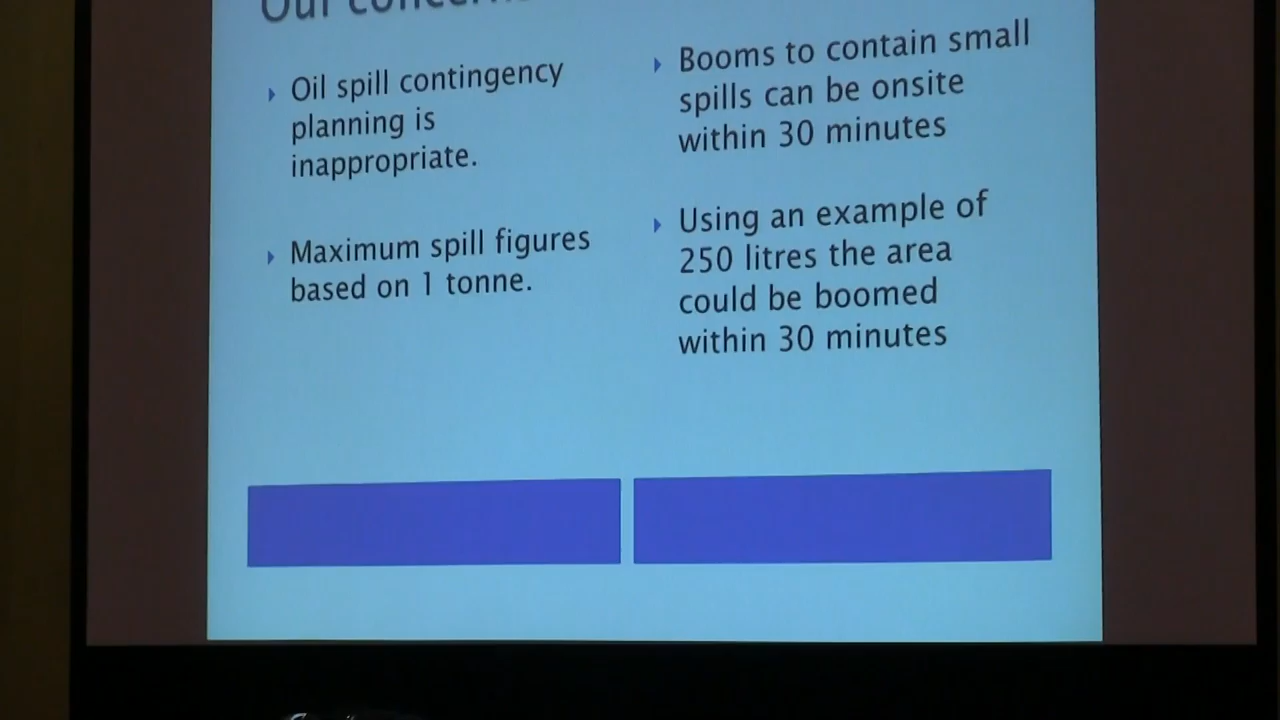 Our concerns
Oil spill contingency
planning is
inappropriate.
Maximum spill figures
based on 1 tonne.
Booms to contain small
spills can be onsite
within 30 minutes
Using an example of
250 litres the area
could be boomed
within 30 minutes